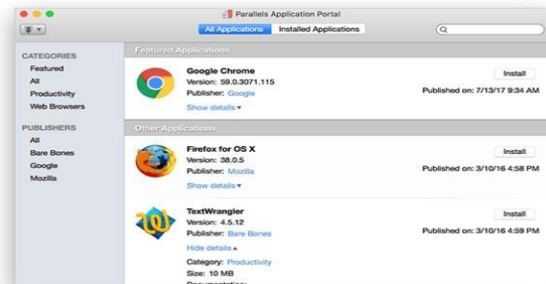 Parallels Application Portal
All Applications
Installed Applications
CATEGORIES
Featured
All
Productivity
Web Browsers
PUBLISHERS
All
Bare Bones
Google
Mozilla
Featured Applications
Google Chrome
Version: 59.0.3071.115
Publisher: Google
Show details
Install
Published on: 7/13/17 9:34 AM
Other Applications
Firefox for OS X
Version: 38.0.5
Publisher: Mozilla
Show details
Install
Published on: 3/10/16 4:58 PM
TextWrangler
Version: 4.5.12
Publisher: Bare Bones
Hide details
Category: Productivity
Size: 10 MB
Install
Published on: 3/10/16 4:59 PM